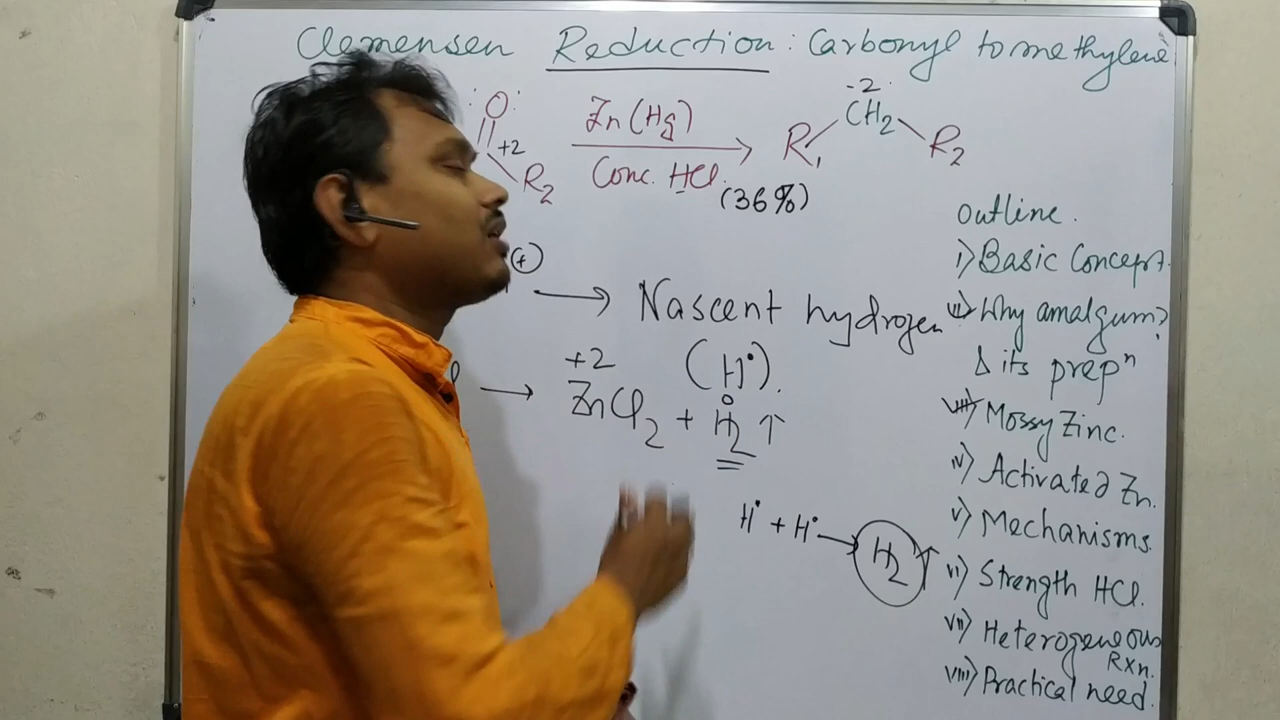 Clemensen Reduction: Carbonyl to methylene
:O:
+2
R2
Zn(Hg)
Conc. HCl.
(36%)
-2
CH2
R1
R2
(+)
→ Nascent hydrogen
(H•).
→ ZnCl2 + H2 ↑
+2
0
H• + H• → H2 ↑
outline.
i) Basic Concept.
ii) Why amalgum?
& its prepn
viii) Mossy Zinc.
iv) Activated Zn.
v) Mechanisms.
vi) Strength HCl.
vii) Heterogeneous
Rxn.
viii) Practical need.